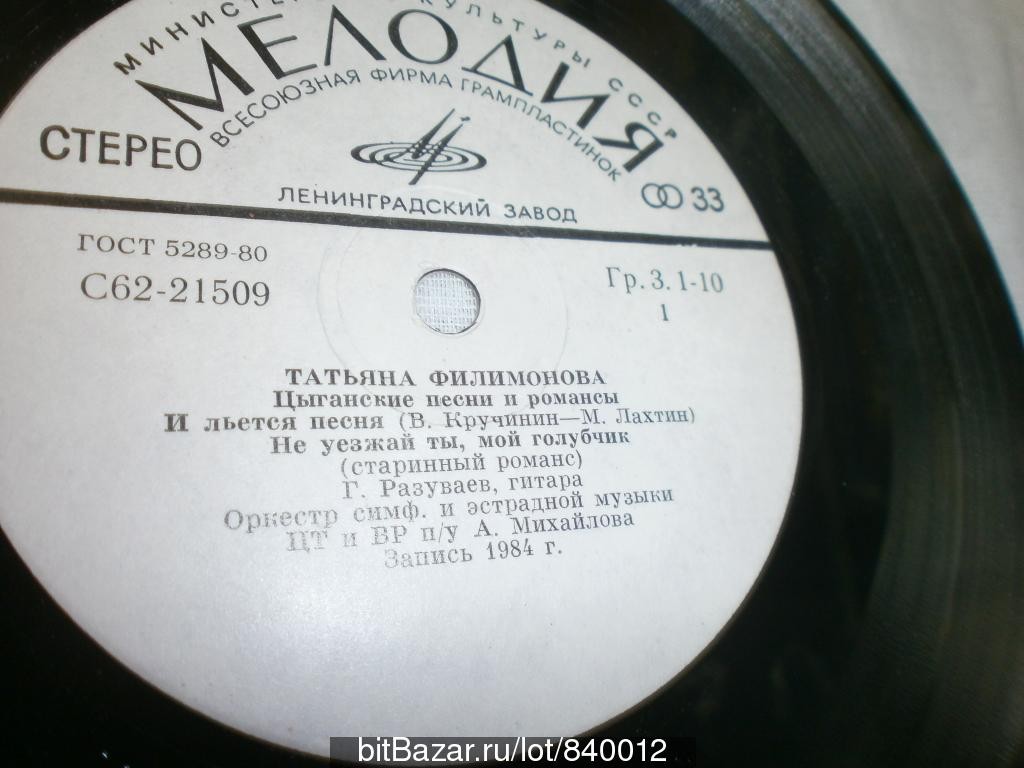 КУЛЬТУРЫ СССР
МЕЛОДИЯ
ВСЕСОЮЗНАЯ ФИРМА ГРАМПЛАСТИНОК
СТЕРЕО
33
ЛЕНИНГРАДСКИЙ ЗАВОД
ГОСТ 5289-80
С62-21509
Гр. 3. 1-10
1
ТАТЬЯНА ФИЛИМОНОВА
Цыганские песни и романсы
И льется песня (В. Кручинин—М. Лахтин)
Не уезжай ты, мой голубчик
(старинный романс)
Г. Разуваев, гитара
Оркестр симф. и эстрадной музыки
ЦТ и ВР п/у А. Михайлова
Запись 1984 г.
bitBazar.ru/lot/840012